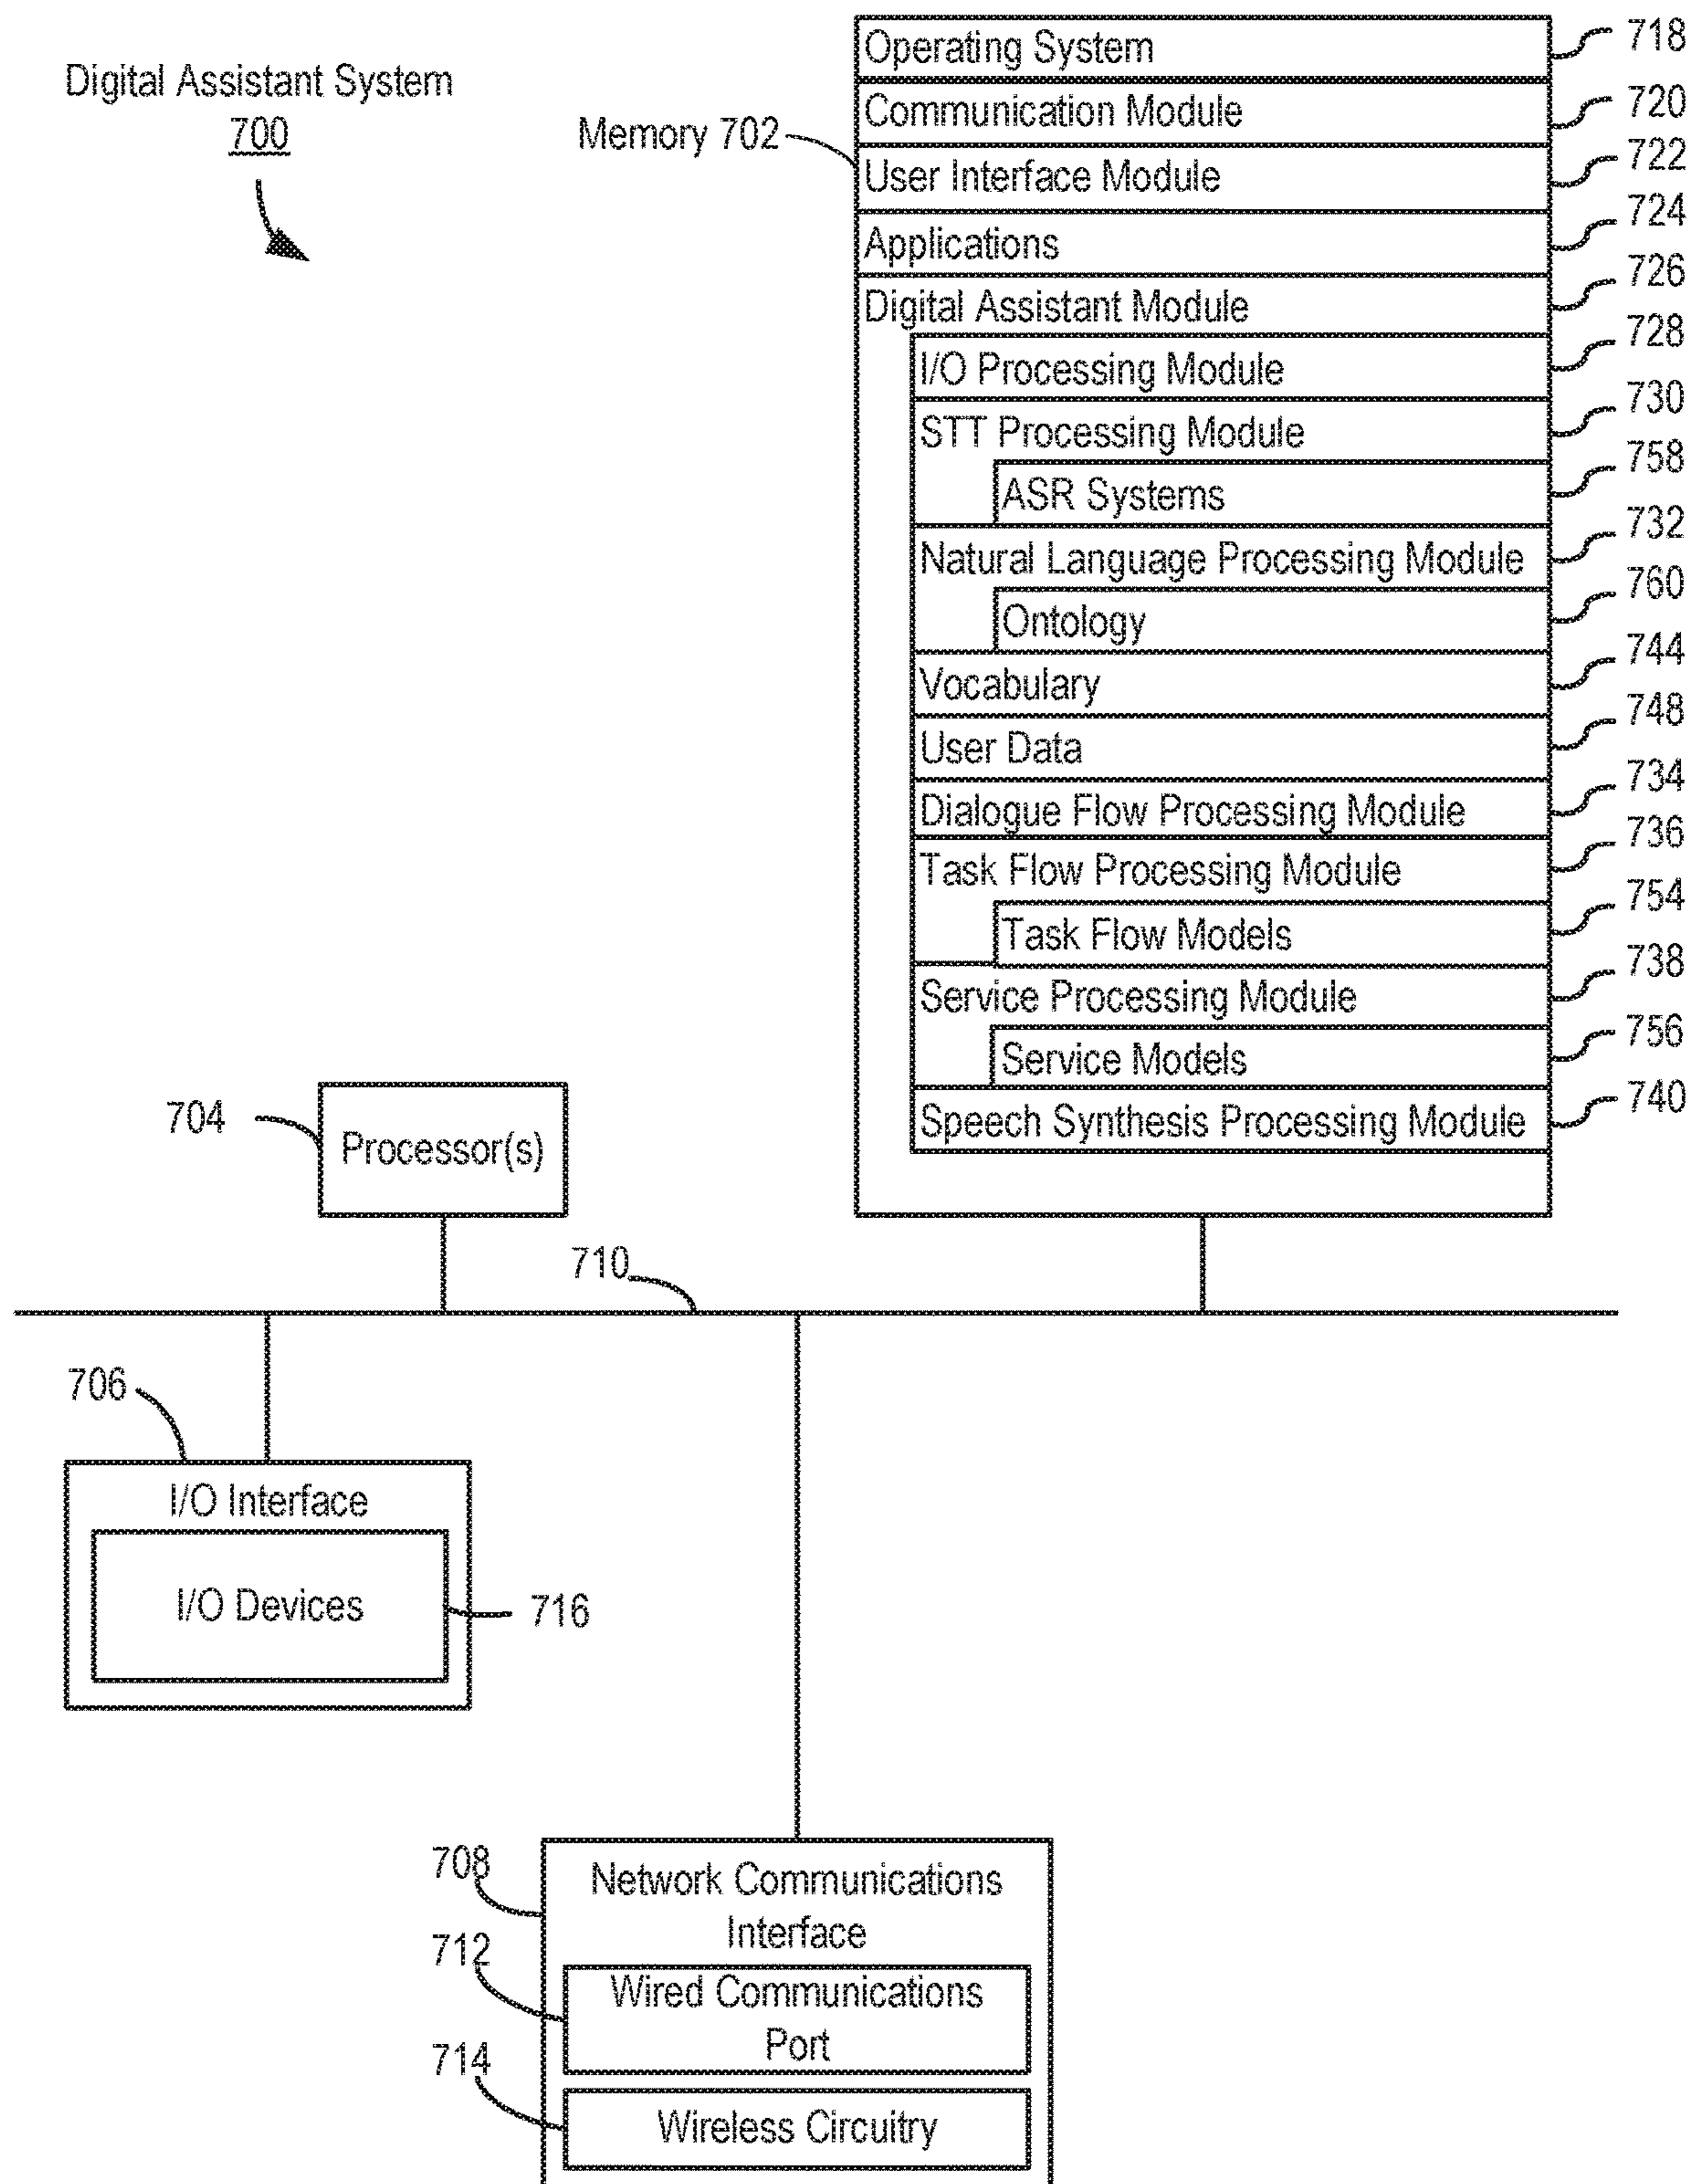 Digital Assistant System
700
Memory 702
Operating System 718
Communication Module 720
User Interface Module 722
Applications 724
Digital Assistant Module 726
I/O Processing Module 728
STT Processing Module 730
ASR Systems 758
Natural Language Processing Module 732
Ontology 760
Vocabulary 744
User Data 748
Dialogue Flow Processing Module 734
Task Flow Processing Module 736
Task Flow Models 754
Service Processing Module 738
Service Models 756
Speech Synthesis Processing Module 740
704
Processor(s)
710
706
I/O Interface
I/O Devices
716
708
Network Communications
Interface
712
Wired Communications
Port
714
Wireless Circuitry